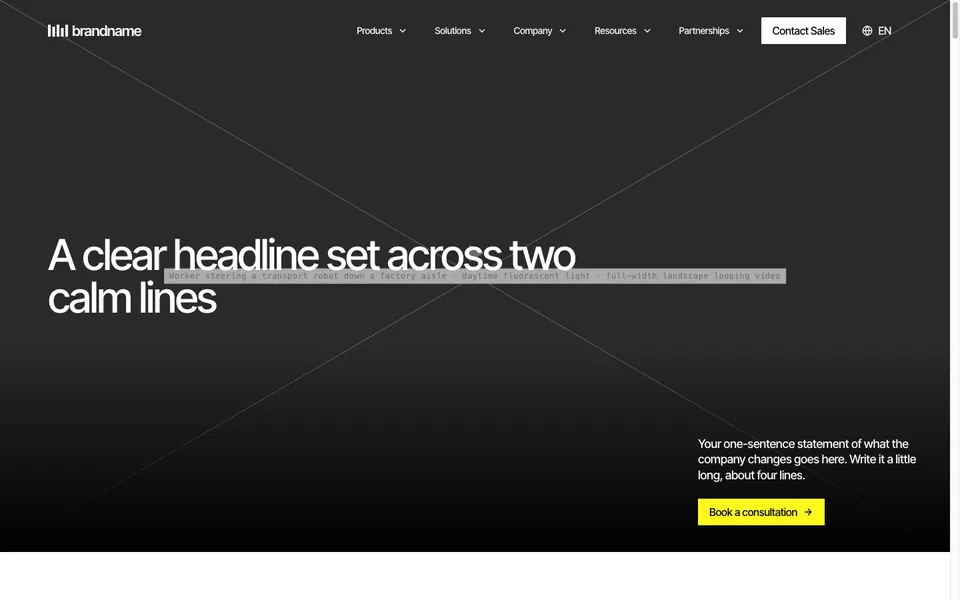 brandname
Products
Solutions
Company
Resources
Partnerships
Contact Sales
EN
A clear headline set across two
calm lines
Worker steering a transport robot down a factory aisle · daytime fluorescent light · full-width landscape looping video
Your one-sentence statement of what the
company changes goes here. Write it a little
long, about four lines.
Book a consultation